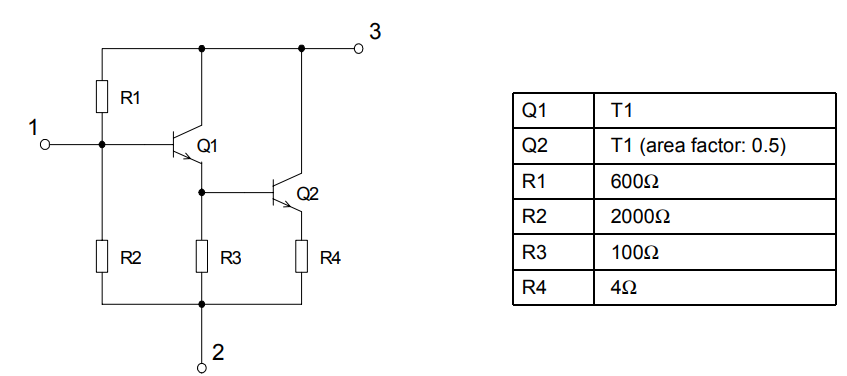 3
R1
1
Q1
Q2
R2
R3
R4
2
Q1 T1
Q2 T1 (area factor: 0.5)
R1 600Ω
R2 2000Ω
R3 100Ω
R4 4Ω